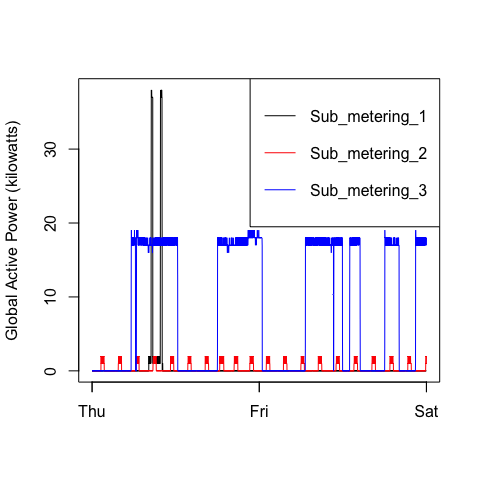 Global Active Power (kilowatts)
30
20
10
0
Sub_metering_1
Sub_metering_2
Sub_metering_3
Thu Fri Sat